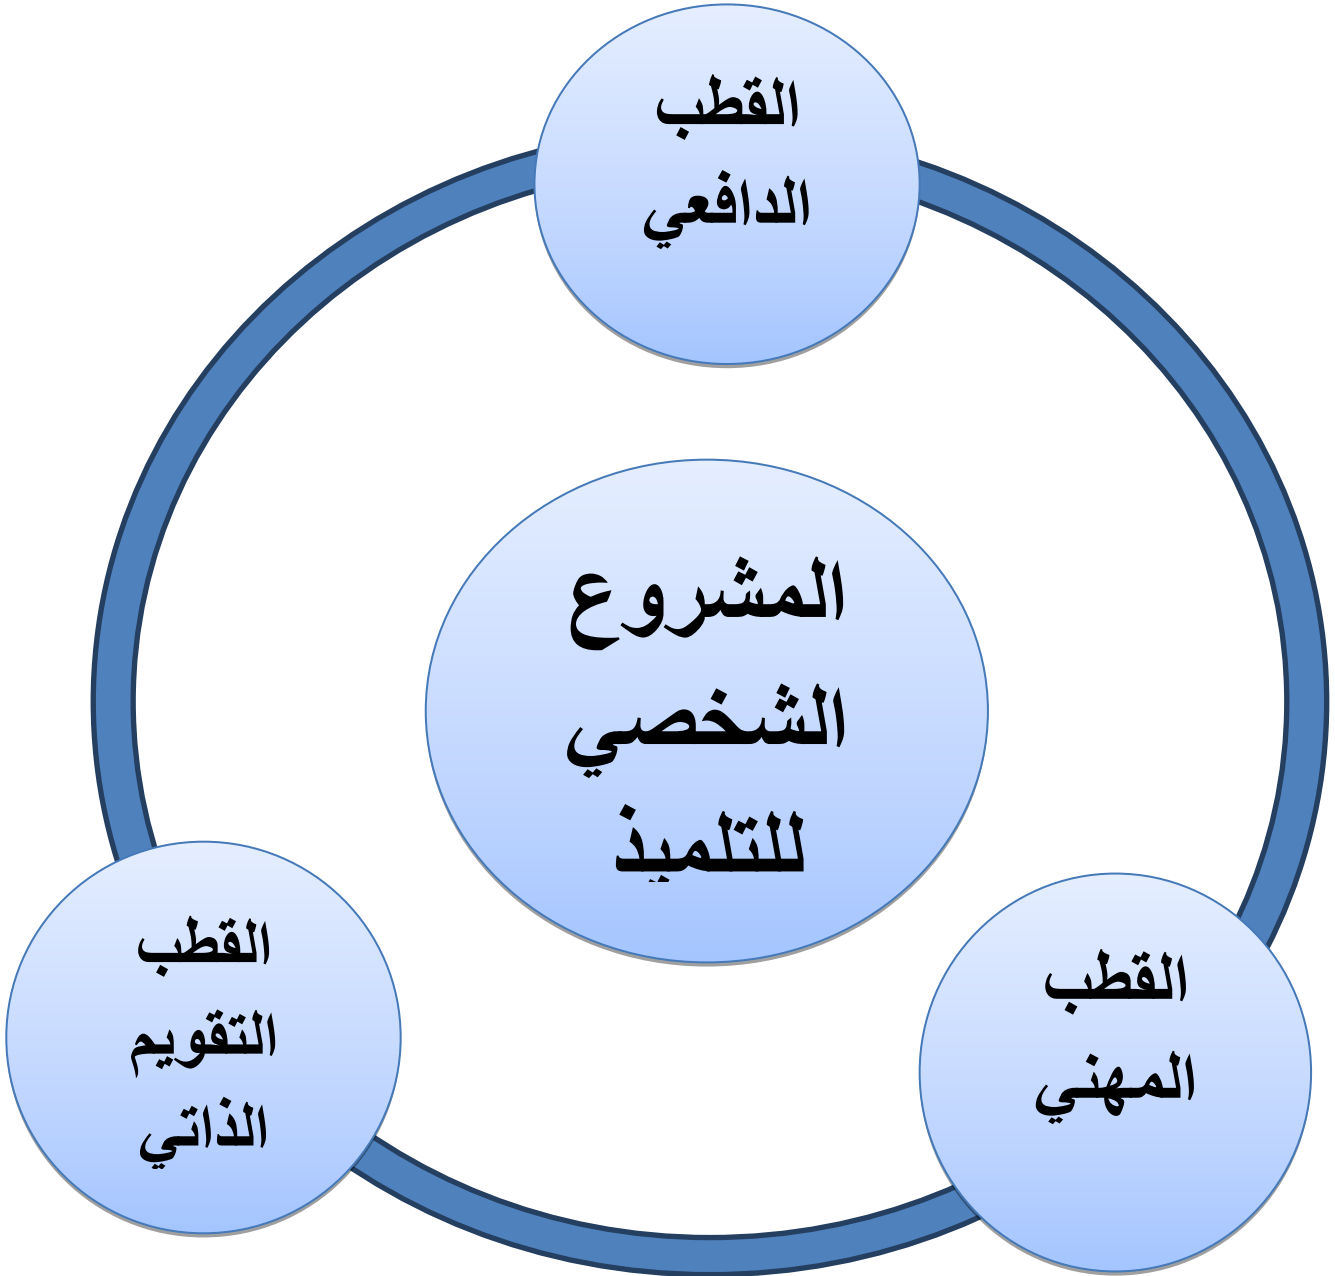 القطب
الدافعي
المشروع
الشخصي
للتلميذ
القطب
المهني
القطب
التقويم
الذاتي